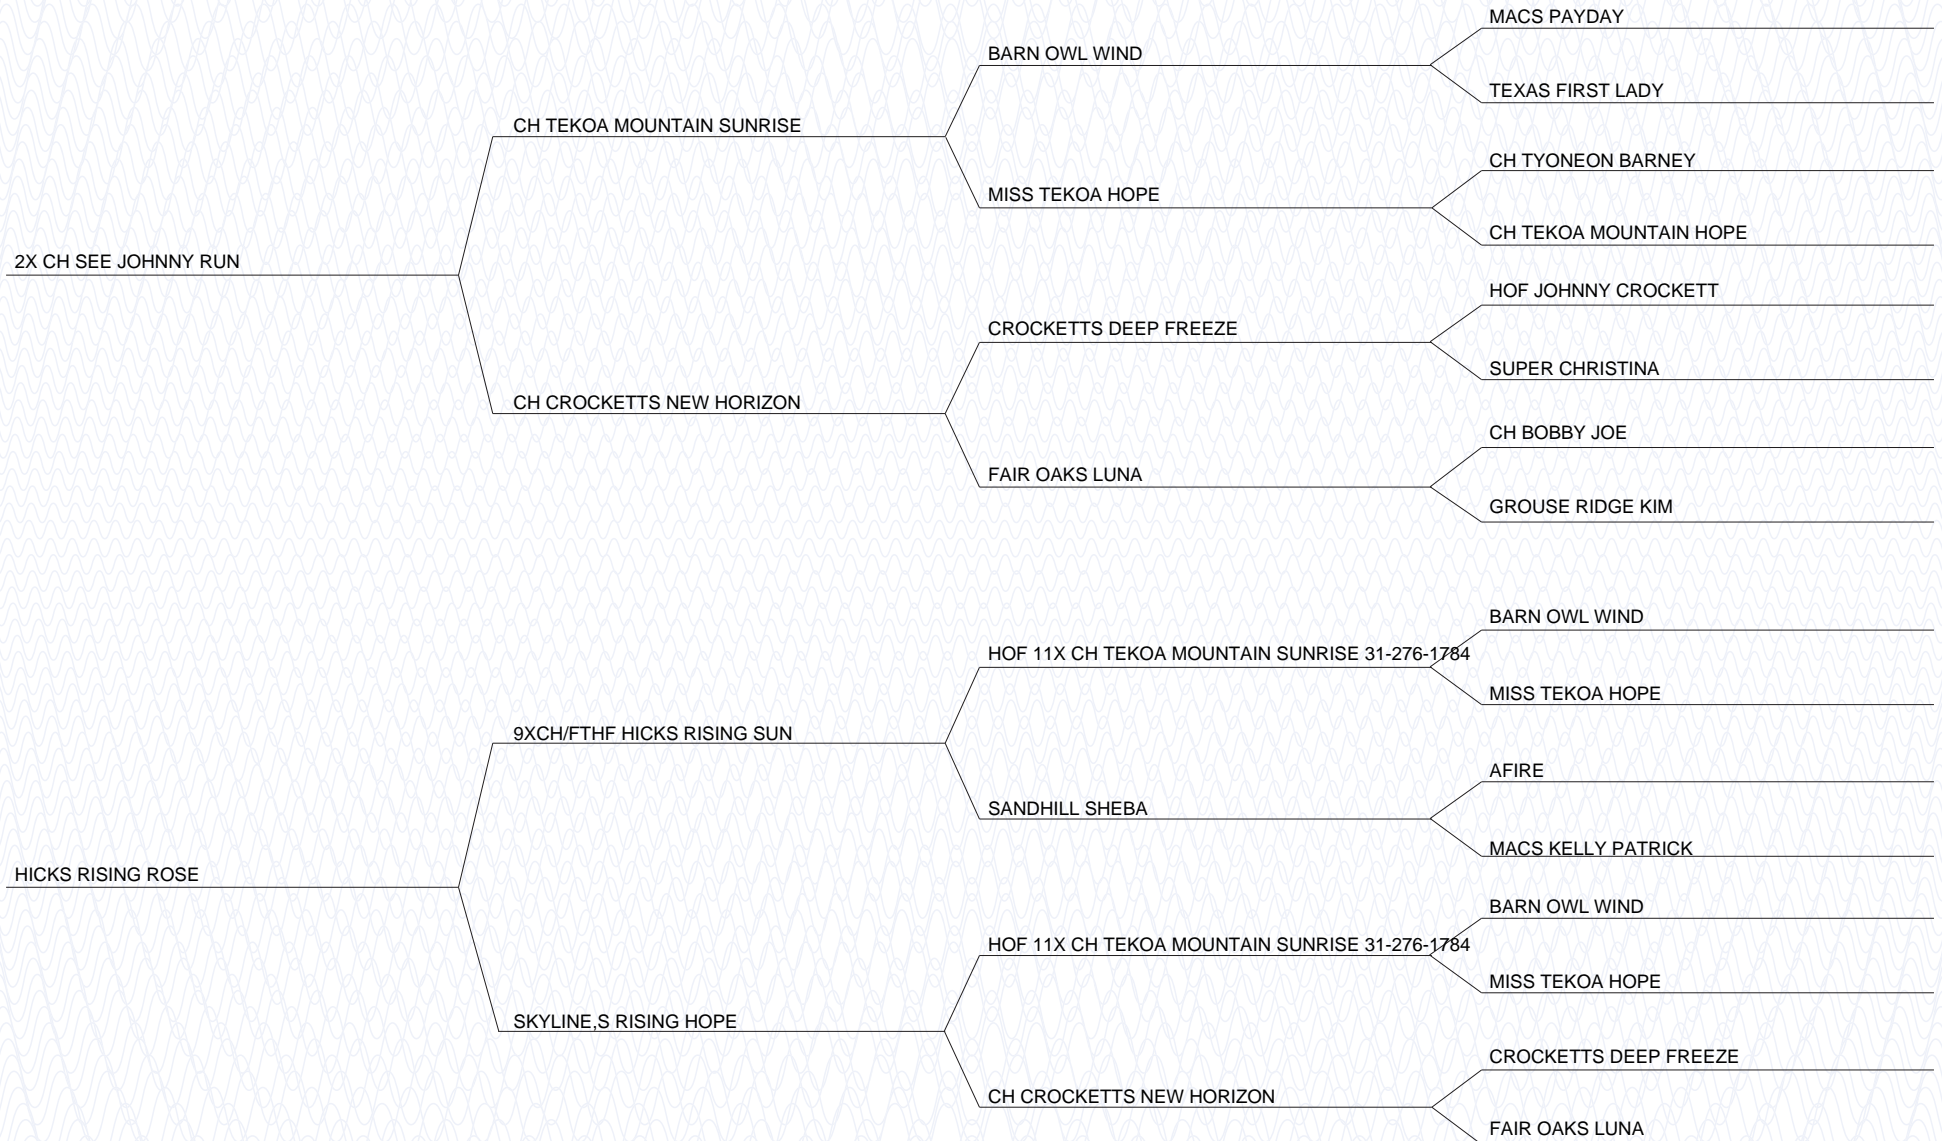 MACS PAYDAY
BARN OWL WIND
TEXAS FIRST LADY
CH TEKOA MOUNTAIN SUNRISE
CH TYONEON BARNEY
MISS TEKOA HOPE
CH TEKOA MOUNTAIN HOPE
2X CH SEE JOHNNY RUN
HOF JOHNNY CROCKETT
CROCKETTS DEEP FREEZE
SUPER CHRISTINA
CH CROCKETTS NEW HORIZON
CH BOBBY JOE
FAIR OAKS LUNA
GROUSE RIDGE KIM
BARN OWL WIND
HOF 11X CH TEKOA MOUNTAIN SUNRISE 31-276-1784
MISS TEKOA HOPE
9XCH/FTHF HICKS RISING SUN
AFIRE
SANDHILL SHEBA
MACS KELLY PATRICK
HICKS RISING ROSE
BARN OWL WIND
HOF 11X CH TEKOA MOUNTAIN SUNRISE 31-276-1784
MISS TEKOA HOPE
SKYLINE,S RISING HOPE
CROCKETTS DEEP FREEZE
CH CROCKETTS NEW HORIZON
FAIR OAKS LUNA